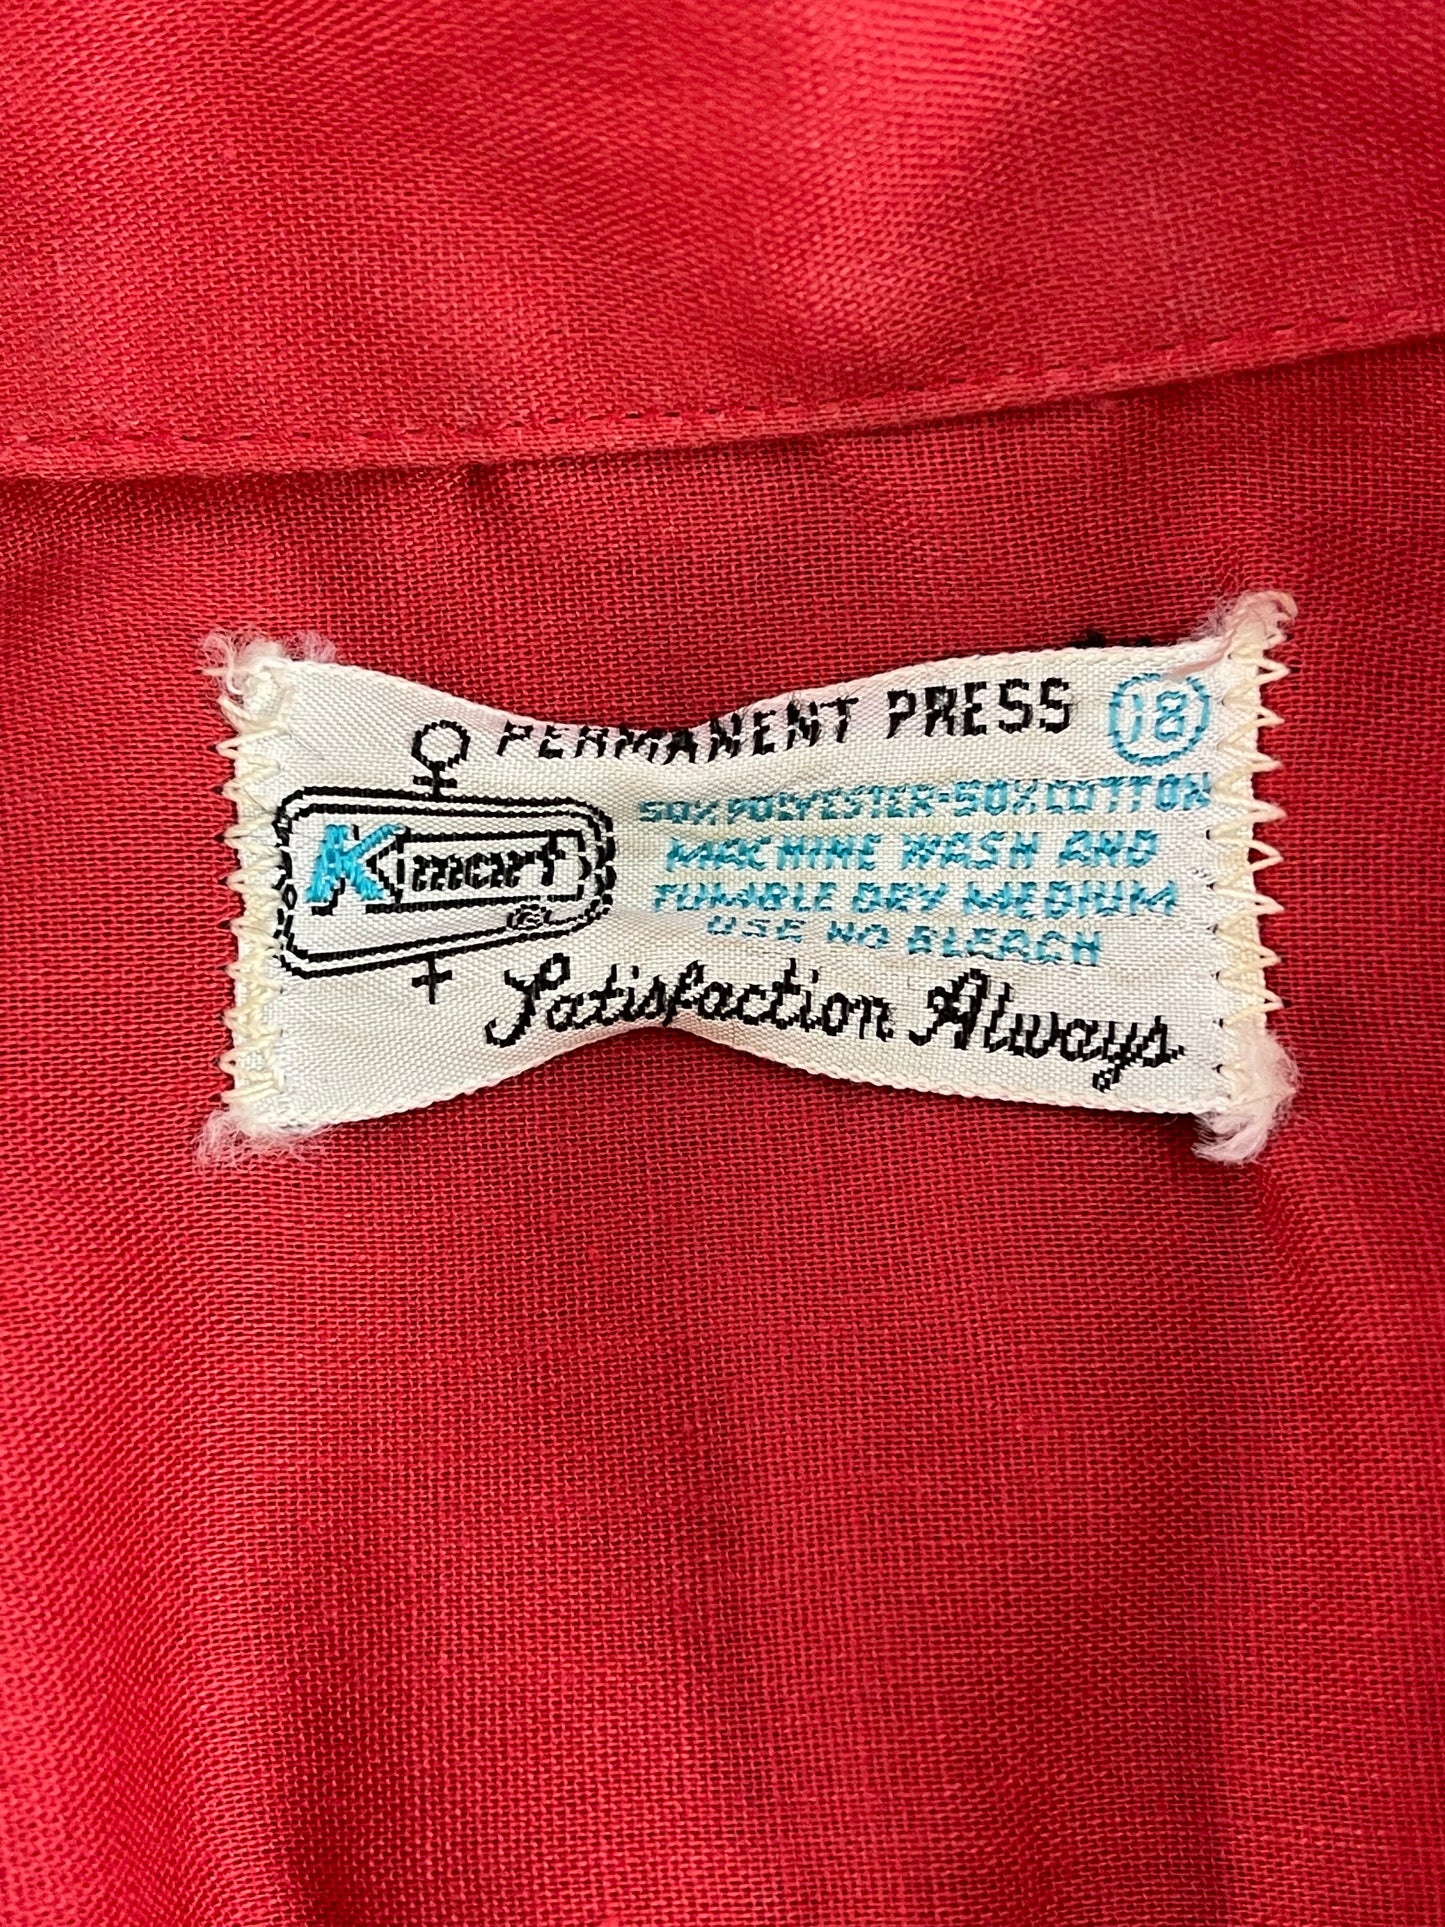 PERMANENT PRESS 18
Kmart ®
50% POLYESTER-50% COTTON
MACHINE WASH AND
TUMBLE DRY MEDIUM
USE NO BLEACH
Satisfaction Always